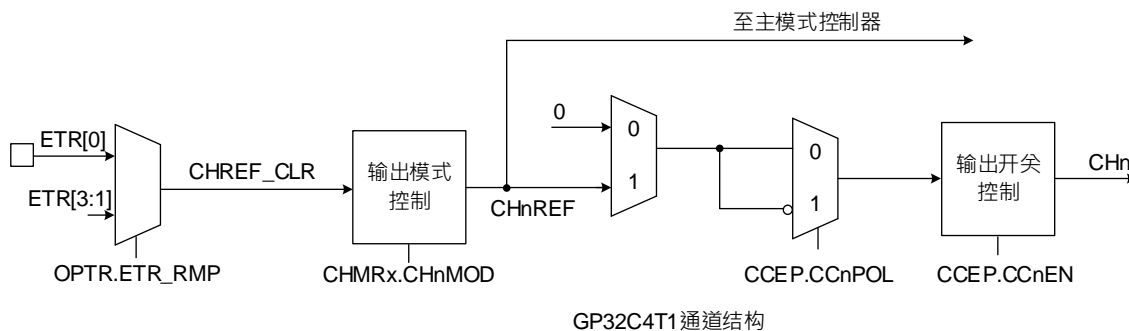 至主模式控制器
ETR[0]
ETR[3:1]
CHREF_CLR
OPTR.ETR_RMP
输出模式
控制
CHMRx.CHnMOD
CHnREF
0
0
1
0
1
CCEP.CCnPOL
输出开关
控制
CCEP.CCnEN
CHn
GP32C4T1通道结构